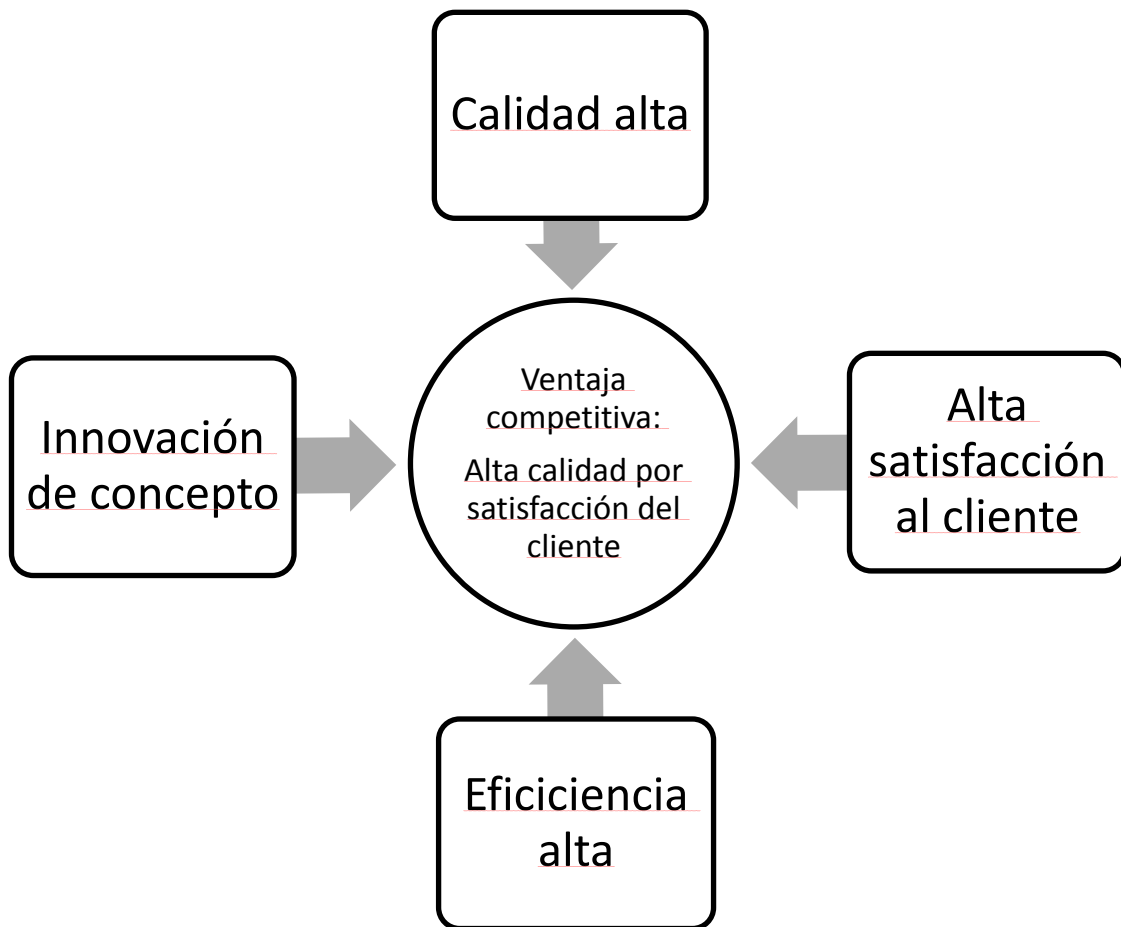 Calidad alta
Innovación
de concepto
Ventaja
competitiva:
Alta calidad por
satisfacción del
cliente
Alta
satisfacción
al cliente
Eficiciencia
alta